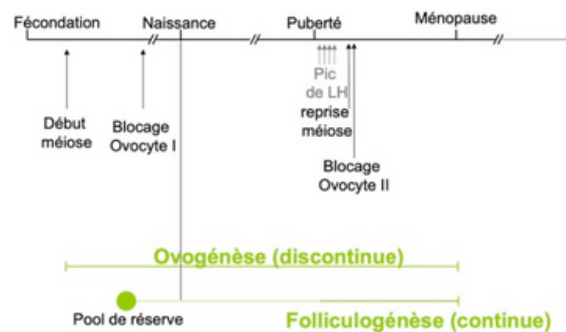 Fécondation
Naissance
Puberté
Ménopause
Pic
de LH
reprise
méiose
Début
méiose
Blocage
Ovocyte I
Blocage
Ovocyte II
Ovogénèse (discontinue)
Pool de réserve
Folliculogénèse (continue)